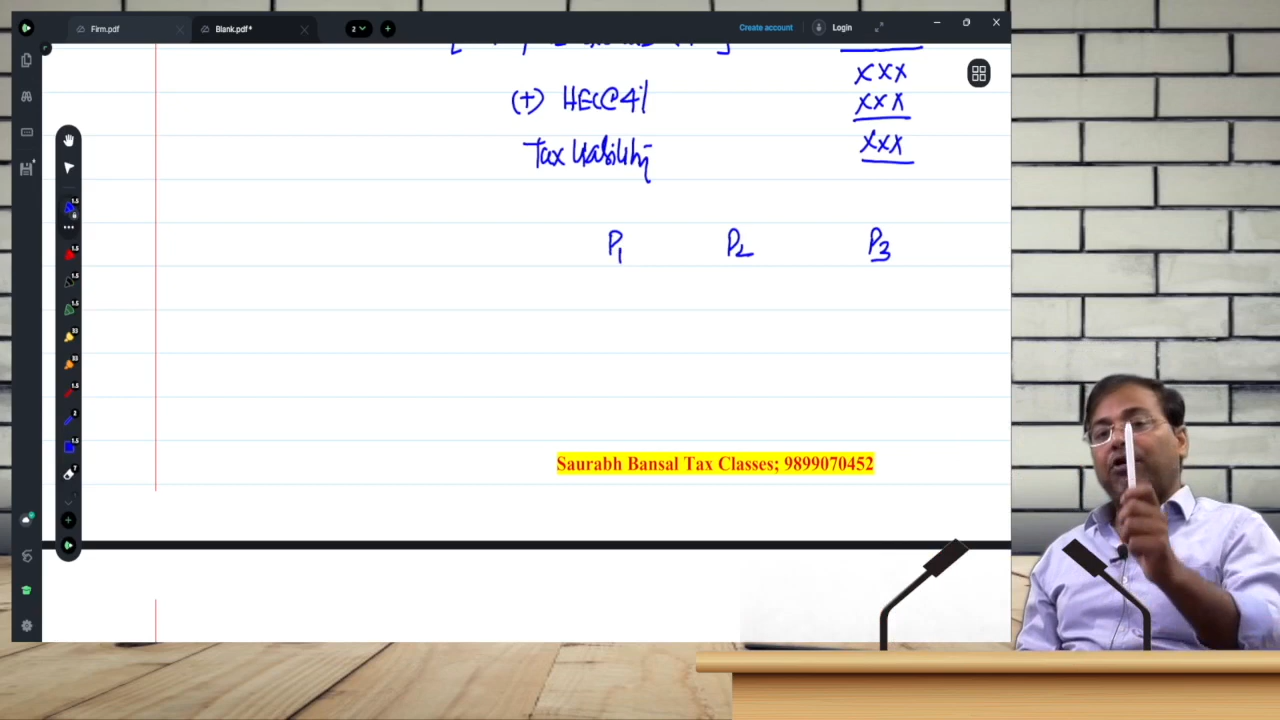 Firm.pdf
Blank.pdf*
2
Create account
Login
XXX
(+) HEC@4%
XXX
Tax liability
XXX
P1 P2 P3
Saurabh Bansal Tax Classes; 9899070452